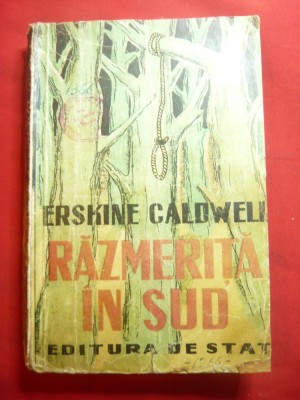 ERSKINE CALDWELL
RĂZMERIȚĂ
ÎN SUD
EDITURA DE STAT